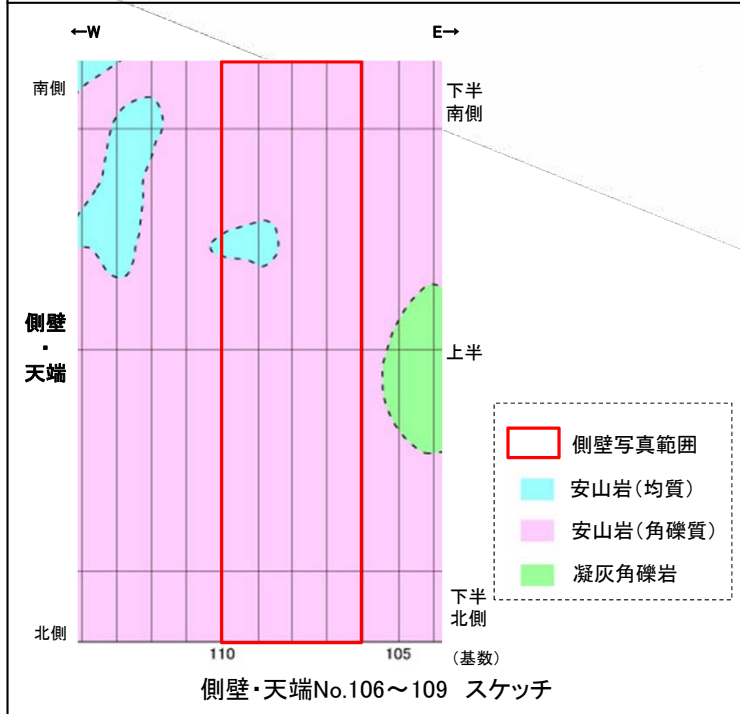 ←W
E→
南側
下半
南側
側壁
・
天端
上半
側壁写真範囲
安山岩(均質)
安山岩(角礫質)
凝灰角礫岩
下半
北側
北側
110
105
(基数)
側壁・天端No.106～109 スケッチ